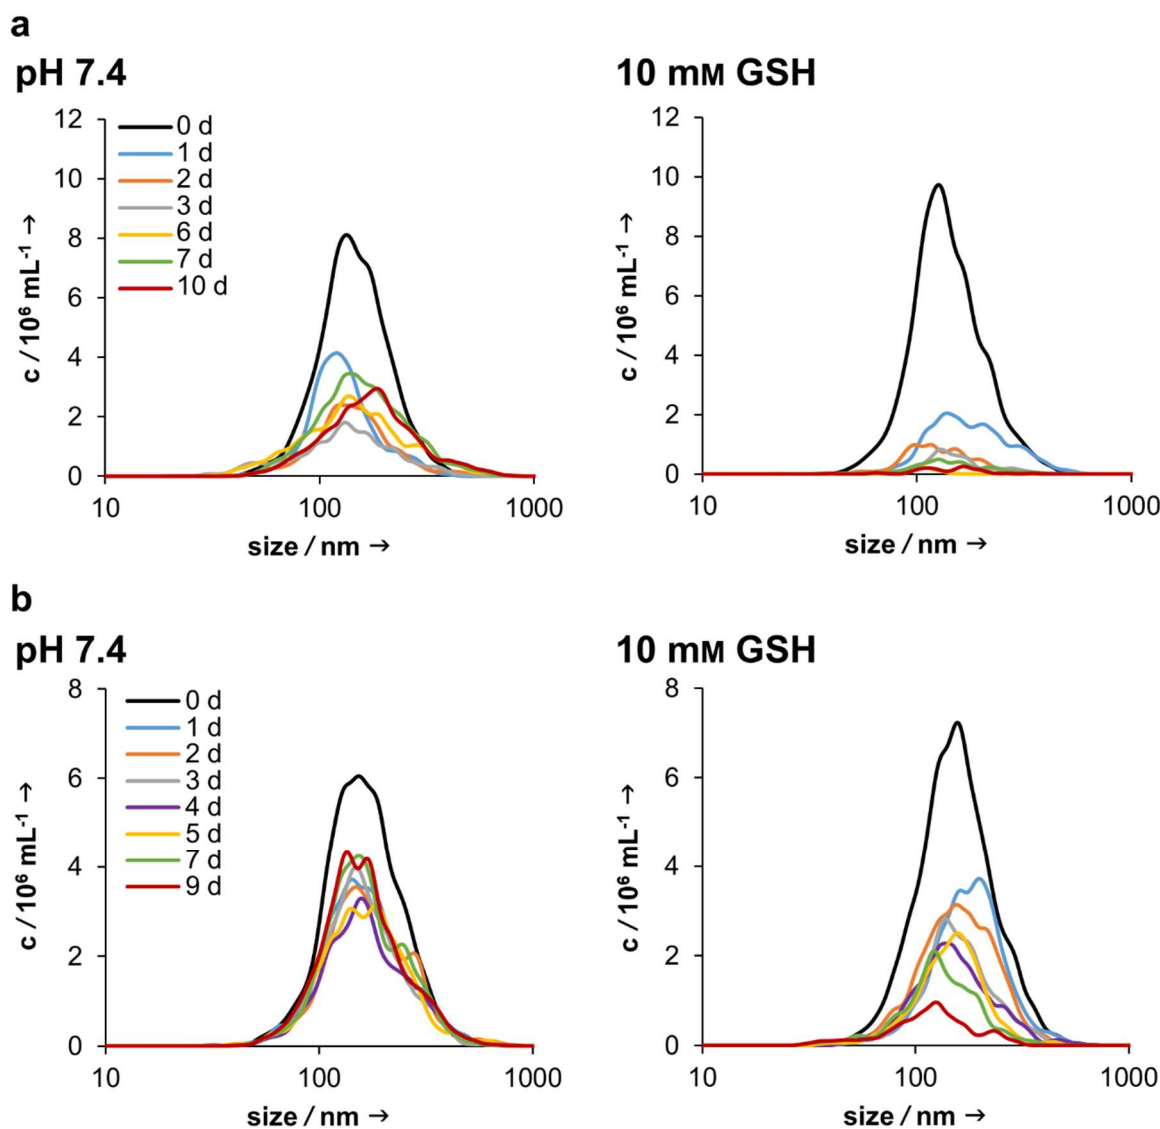 a
pH 7.4
10 mM GSH
12
10
8
6
4
2
0
c / 10⁶ mL⁻¹ →
0 d
1 d
2 d
3 d
6 d
7 d
10 d
10
100
1000
size / nm →
12
10
8
6
4
2
0
c / 10⁶ mL⁻¹ →
10
100
1000
size / nm →
b
pH 7.4
10 mM GSH
8
6
4
2
0
c / 10⁶ mL⁻¹ →
0 d
1 d
2 d
3 d
4 d
5 d
7 d
9 d
10
100
1000
size / nm →
8
6
4
2
0
c / 10⁶ mL⁻¹ →
10
100
1000
size / nm →